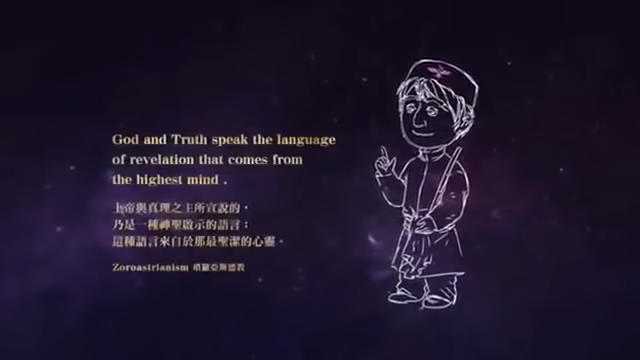 God and Truth speak the language
of revelation that comes from
the highest mind .
上帝與真理之主所宣說的，
乃是一種神聖啟示的語言；
這種語言來自於那最聖潔的心靈。
Zoroastrianism 瑣羅亞斯德教